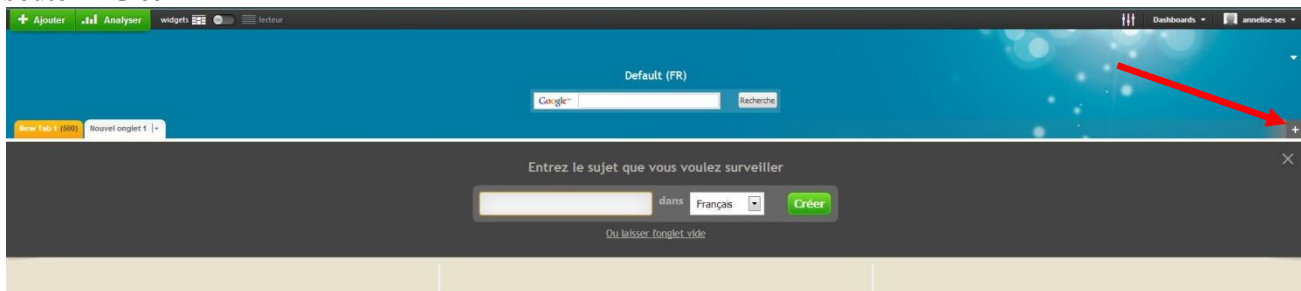 + Ajouter Analyser widgets lecteur Dashboards annelise-ses
Default (FR)
Google™ Recherche
New Tab 1 (500) Nouvel onglet 1 +
Entrez le sujet que vous voulez surveiller
dans Français Créer
Ou laisser l'onglet vide